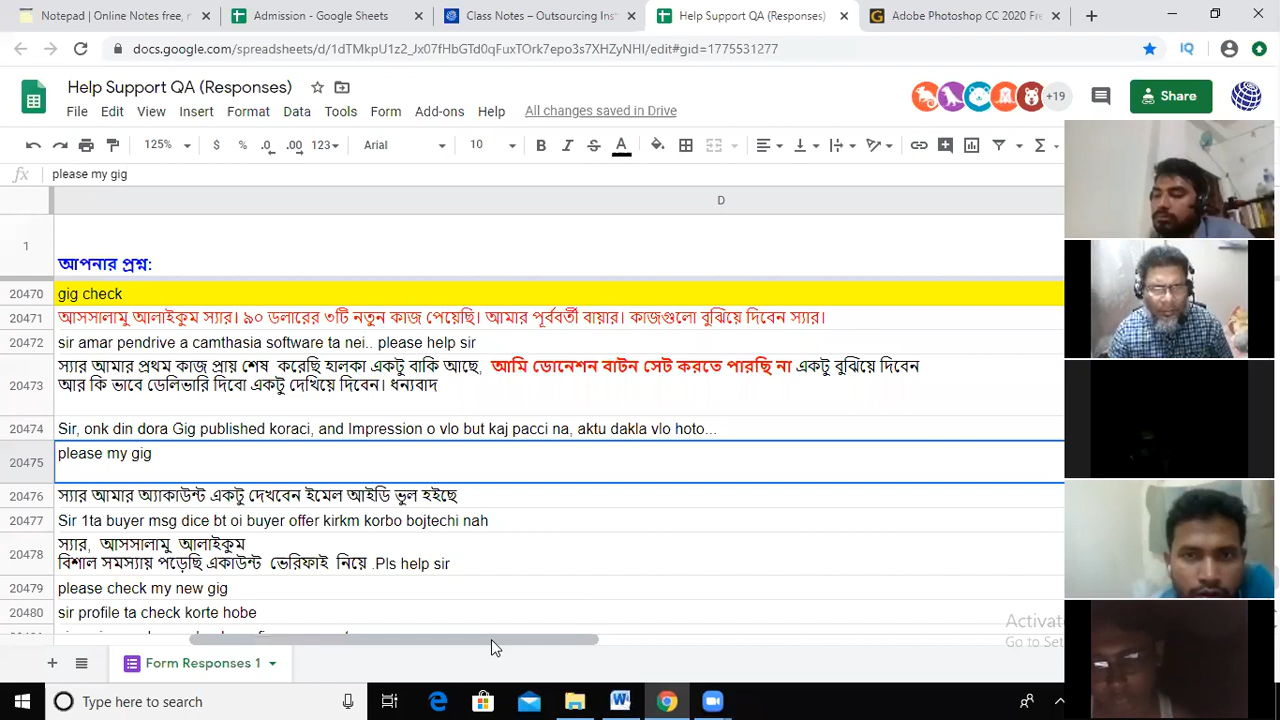 Notepad | Online Notes free, n
Admission - Google Sheets
Class Notes – Outsourcing Ins
Help Support QA (Responses)
Adobe Photoshop CC 2020 Free
docs.google.com/spreadsheets/d/1dTMkpU1z2_Jx07fHbGTd0qFuxTOrk7epo3s7XHZyNHI/edit#gid=1775531277
Help Support QA (Responses)
File Edit View Insert Format Data Tools Form Add-ons Help All changes saved in Drive
+19
Share
125% $ % .0 .00 123 Arial 10 B I S A
fx please my gig
D
1 আপনার প্রশ্ন:
20470 gig check
20471 আসসালামু আলাইকুম স্যার। ৯০ ডলারের ৩টি নতুন কাজ পেয়েছি। আমার পূর্ববর্তী বায়ার। কাজগুলো বুঝিয়ে দিবেন স্যার।
20472 sir amar pendrive a camthasia software ta nei.. please help sir
20473 স্যার আমার প্রথম কাজ প্রায় শেষ করেছি হালকা একটু বাকি আছে, আমি ডোনেশন বাটন সেট করতে পারছি না একটু বুঝিয়ে দিবেন
আর কি ভাবে ডেলিভারি দিবো একটু দেখিয়ে দিবেন। ধন্যবাদ
20474 Sir, onk din dora Gig published koraci, and Impression o vlo but kaj pacci na, aktu dakla vlo hoto...
20475 please my gig
20476 স্যার আমার অ্যাকাউন্ট একটু দেখবেন ইমেল আইডি ভুল হইছে
20477 Sir 1ta buyer msg dice bt oi buyer offer kirkm korbo bojtechi nah
20478 স্যার, আসসালামু আলাইকুম
বিশাল সমস্যায় পড়েছি একাউন্ট ভেরিফাই নিয়ে .Pls help sir
20479 please check my new gig
20480 sir profile ta check korte hobe
Activate
Go to Set
Form Responses 1
Type here to search